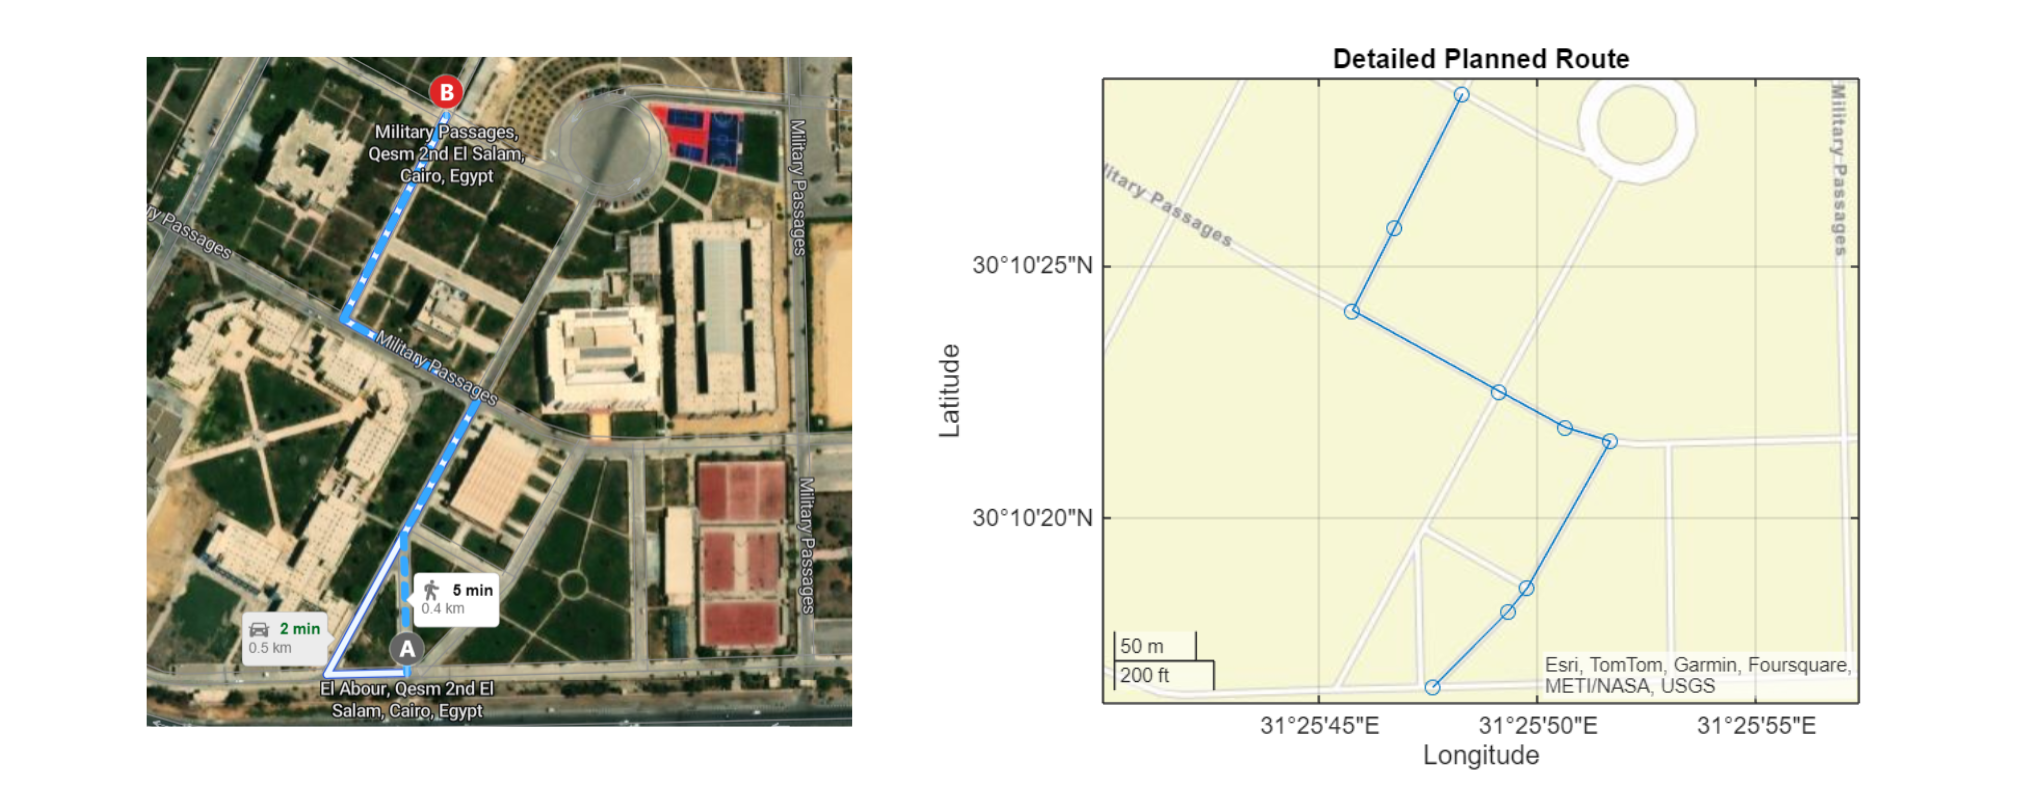 B
Military Passages,
Qesm 2nd El Salam,
Cairo, Egypt
Military Passages
ry Passages
Military Passages
5 min
0.4 km
2 min
0.5 km
A
Military Passages
El Abour, Qesm 2nd El
Salam, Cairo, Egypt
Detailed Planned Route
Military Passages
litary Passages
30°10'25"N
30°10'20"N
Latitude
50 m
200 ft
Esri, TomTom, Garmin, Foursquare,
METI/NASA, USGS
31°25'45"E
31°25'50"E
31°25'55"E
Longitude